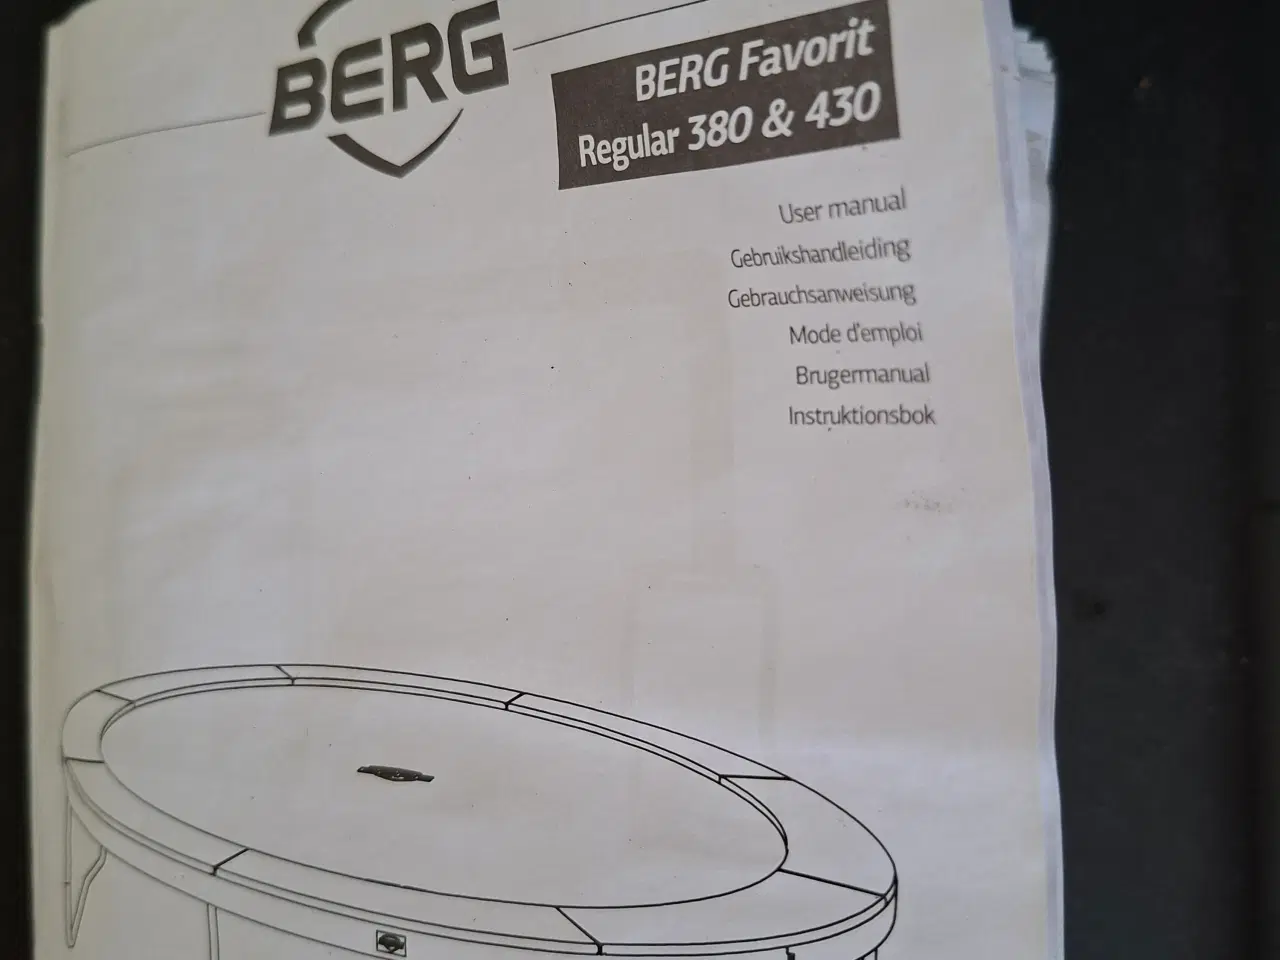 BERG
BERG Favorit
Regular 380 & 430
User manual
Gebruikshandleiding
Gebrauchsanweisung
Mode d'emploi
Brugermanual
Instruktionsbok